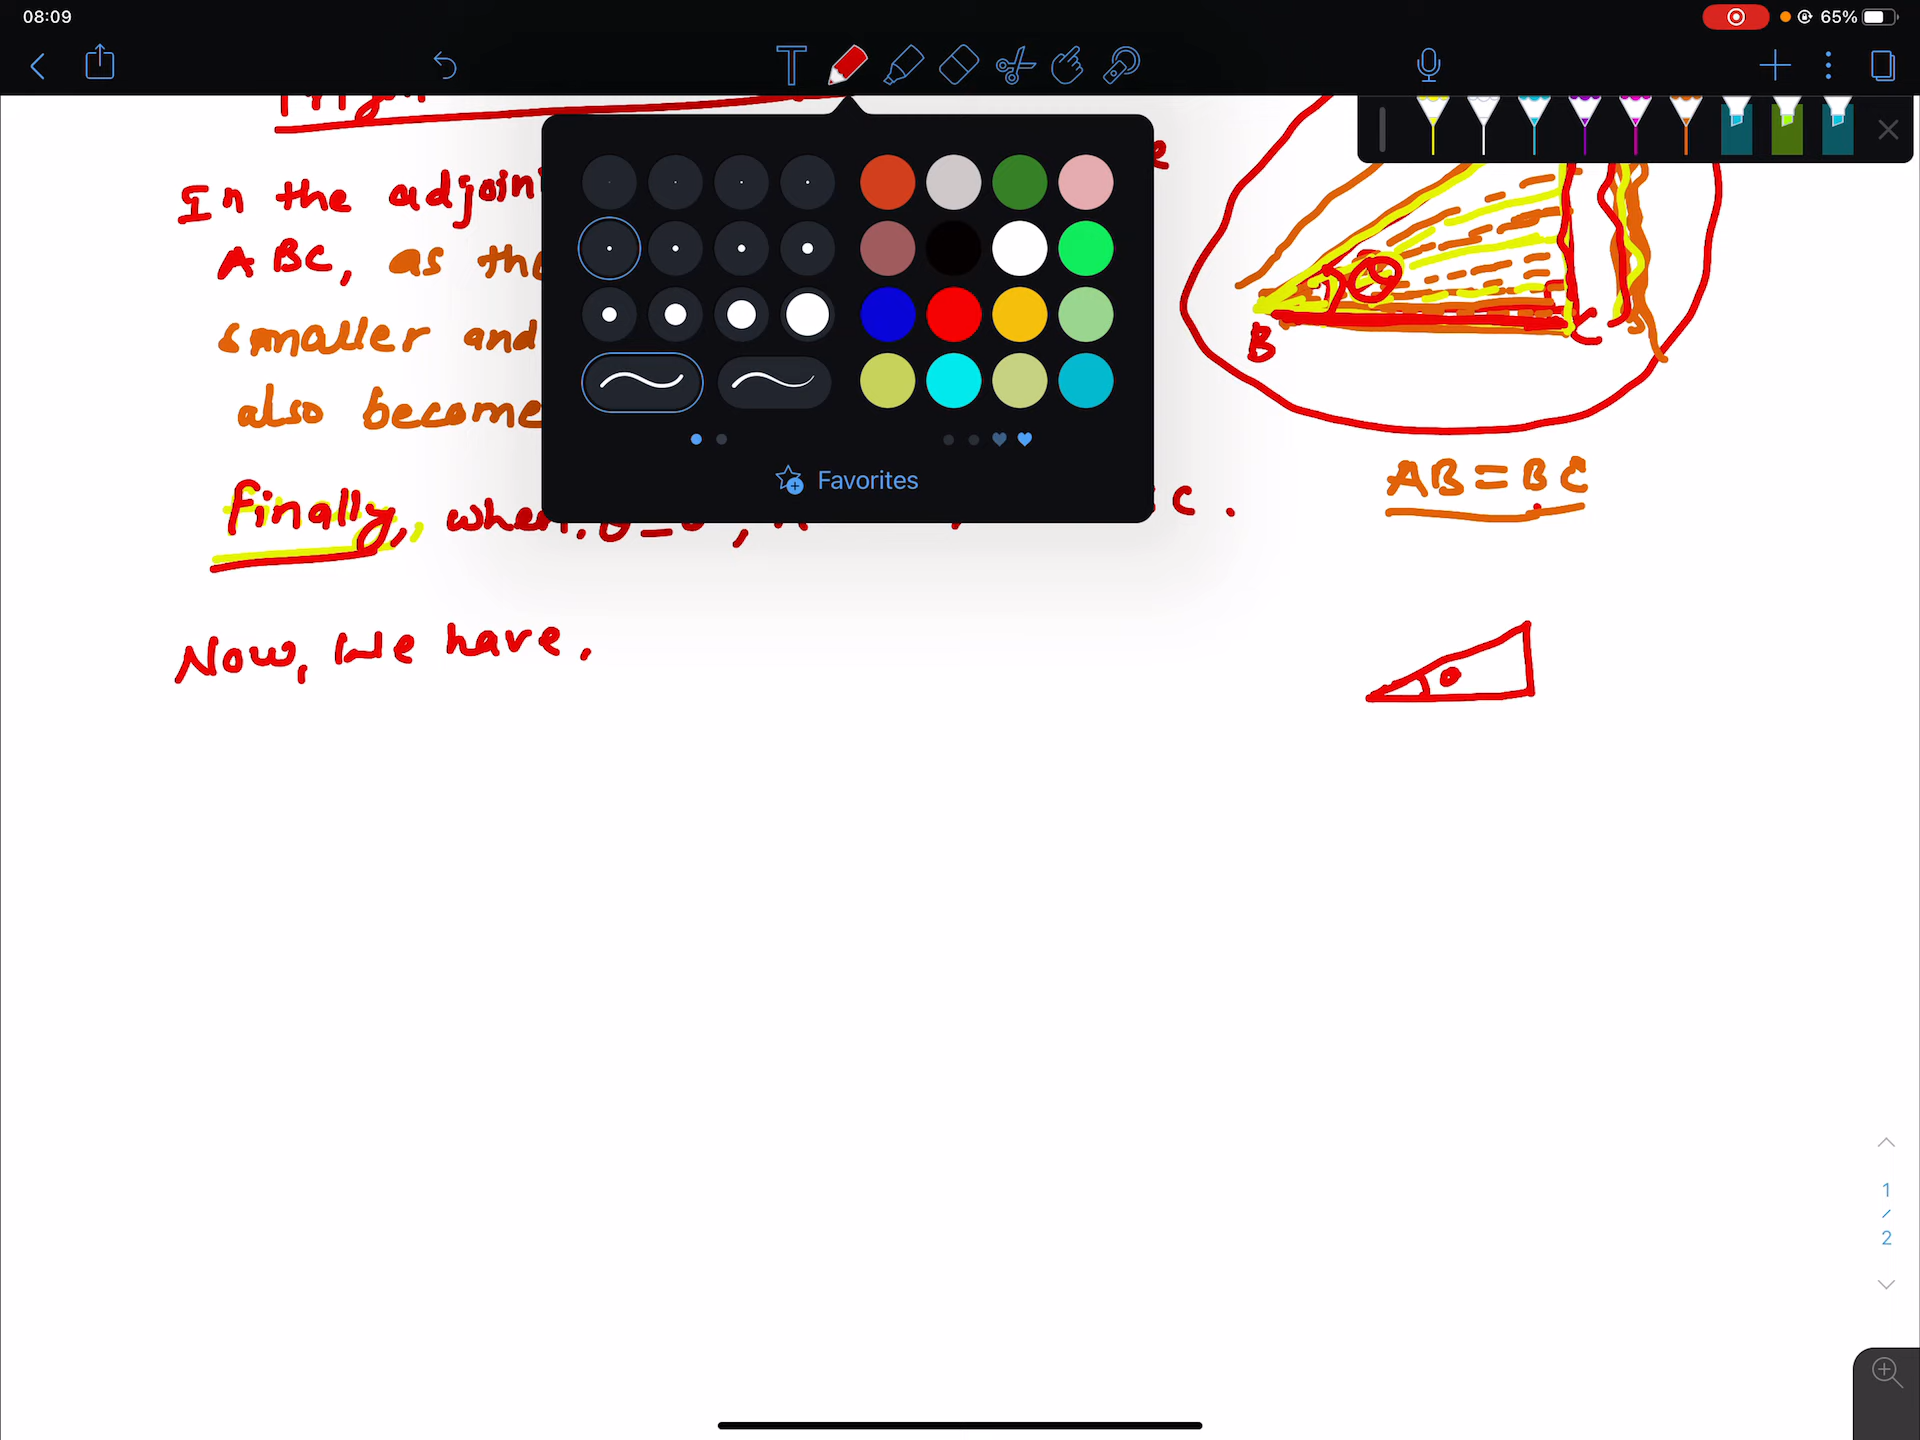 08:09
65%
In the adjoin
ABC, as the
smaller and
also become
Finally, when
C.
Now, We have,
B
C
AB = BC
Favorites
1
/
2